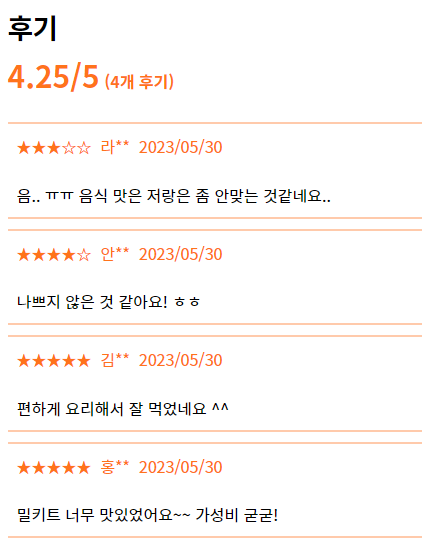 후기
4.25/5 (4개 후기)
★★★☆☆ 라** 2023/05/30
음.. ㅠㅠ 음식 맛은 저랑은 좀 안맞는 것같네요..
★★★★☆ 안** 2023/05/30
나쁘지 않은 것 같아요! ㅎㅎ
★★★★★ 김** 2023/05/30
편하게 요리해서 잘 먹었네요 ^^
★★★★★ 홍** 2023/05/30
밀키트 너무 맛있었어요~~ 가성비 굳굳!